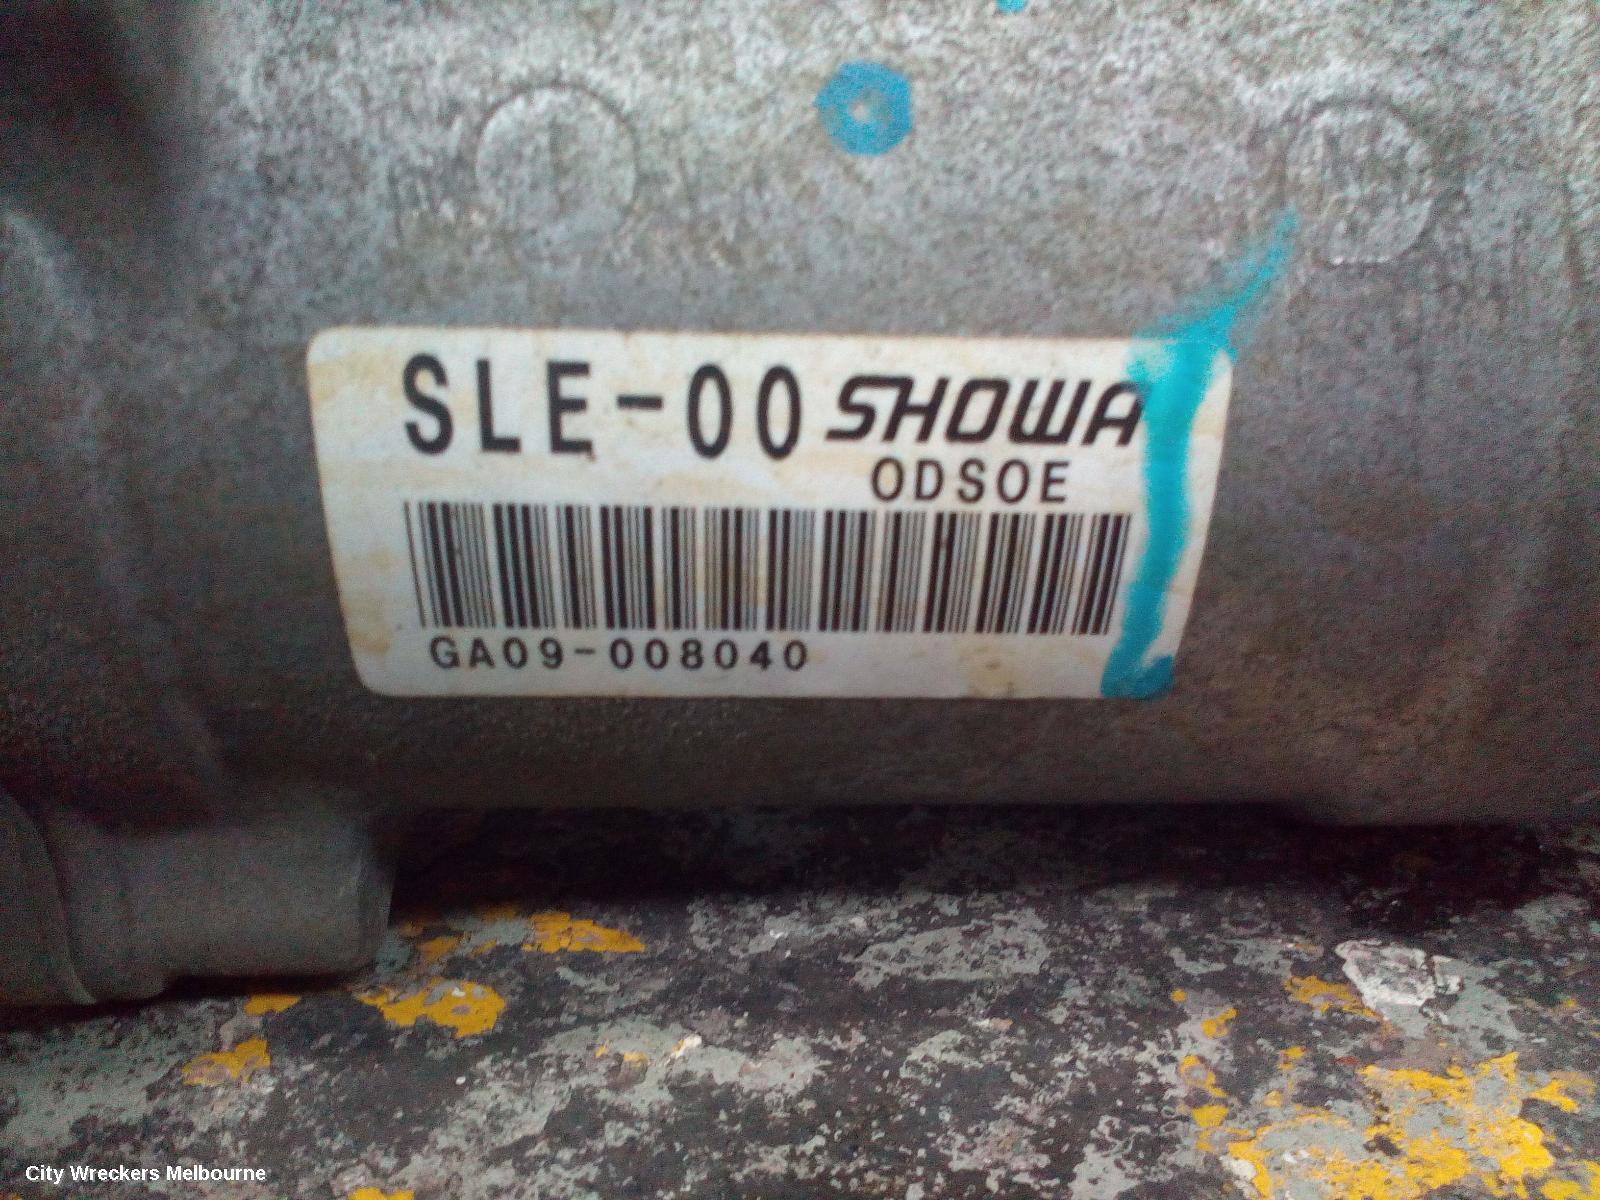 SLE-00 SHOWA
ODSOE
GA09-008040
City Wreckers Melbourne